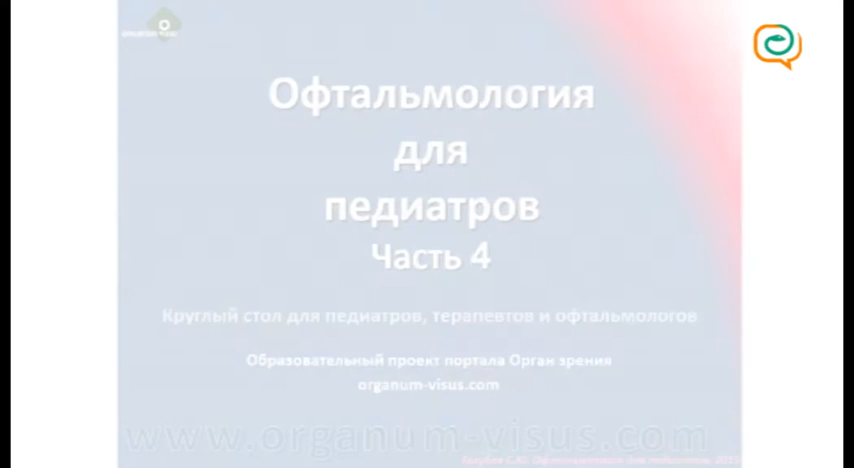 Офтальмология
для
педиатров
Часть 4
Круглый стол для педиатров, терапевтов и офтальмологов
Образовательный проект портала Орган зрения
organum-visus.com
www.organum-visus.com